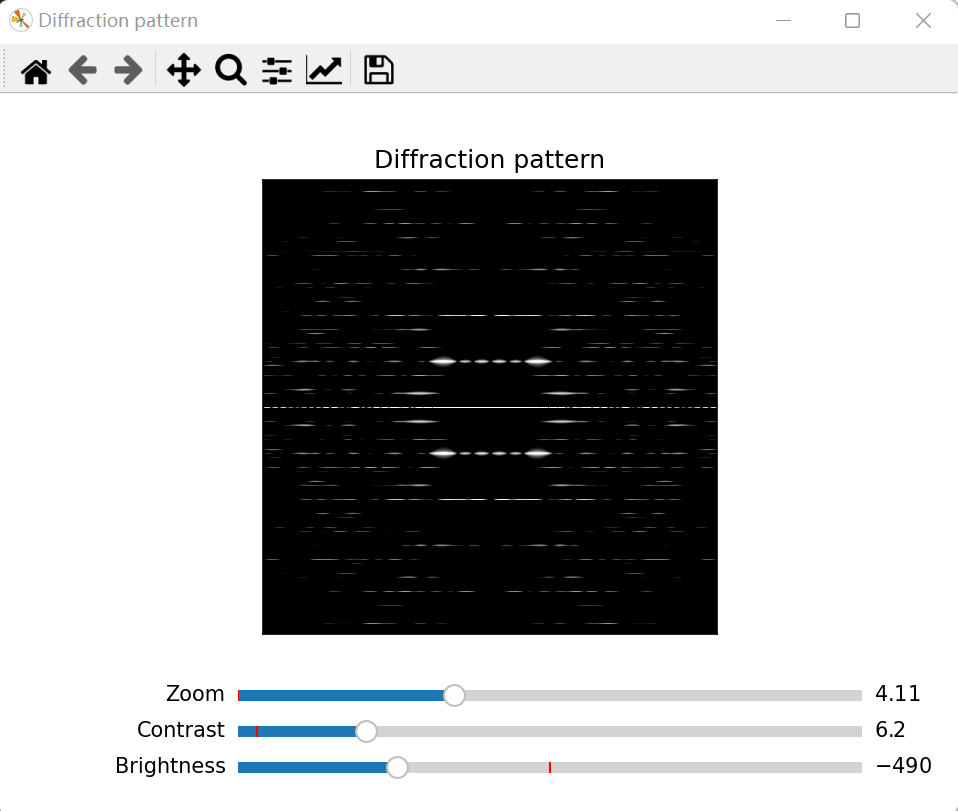 Diffraction pattern
Diffraction pattern
Zoom 4.11
Contrast 6.2
Brightness −490